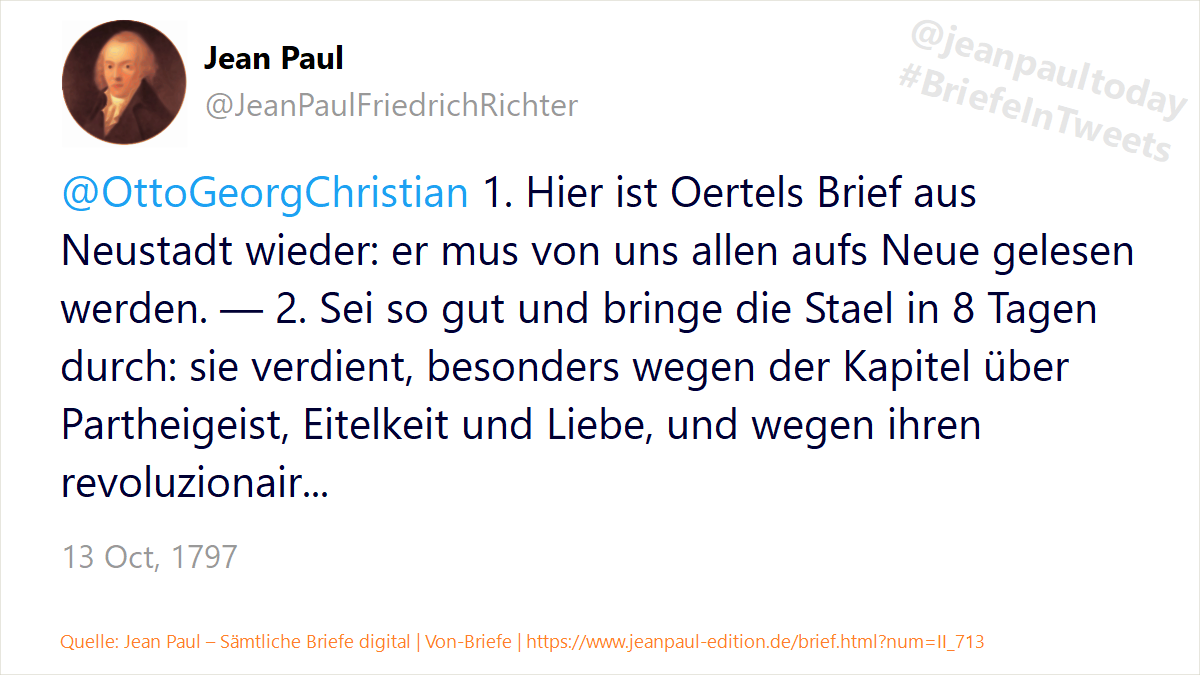 Jean Paul
@JeanPaulFriedrichRichter
@jeanpaultoday
#BriefeInTweets
@OttoGeorgChristian 1. Hier ist Oertels Brief aus
Neustadt wieder: er mus von uns allen aufs Neue gelesen
werden. — 2. Sei so gut und bringe die Stael in 8 Tagen
durch: sie verdient, besonders wegen der Kapitel über
Partheigeist, Eitelkeit und Liebe, und wegen ihren
revoluzionair...
13 Oct, 1797
Quelle: Jean Paul – Sämtliche Briefe digital | Von-Briefe | https://www.jeanpaul-edition.de/brief.html?num=II_713